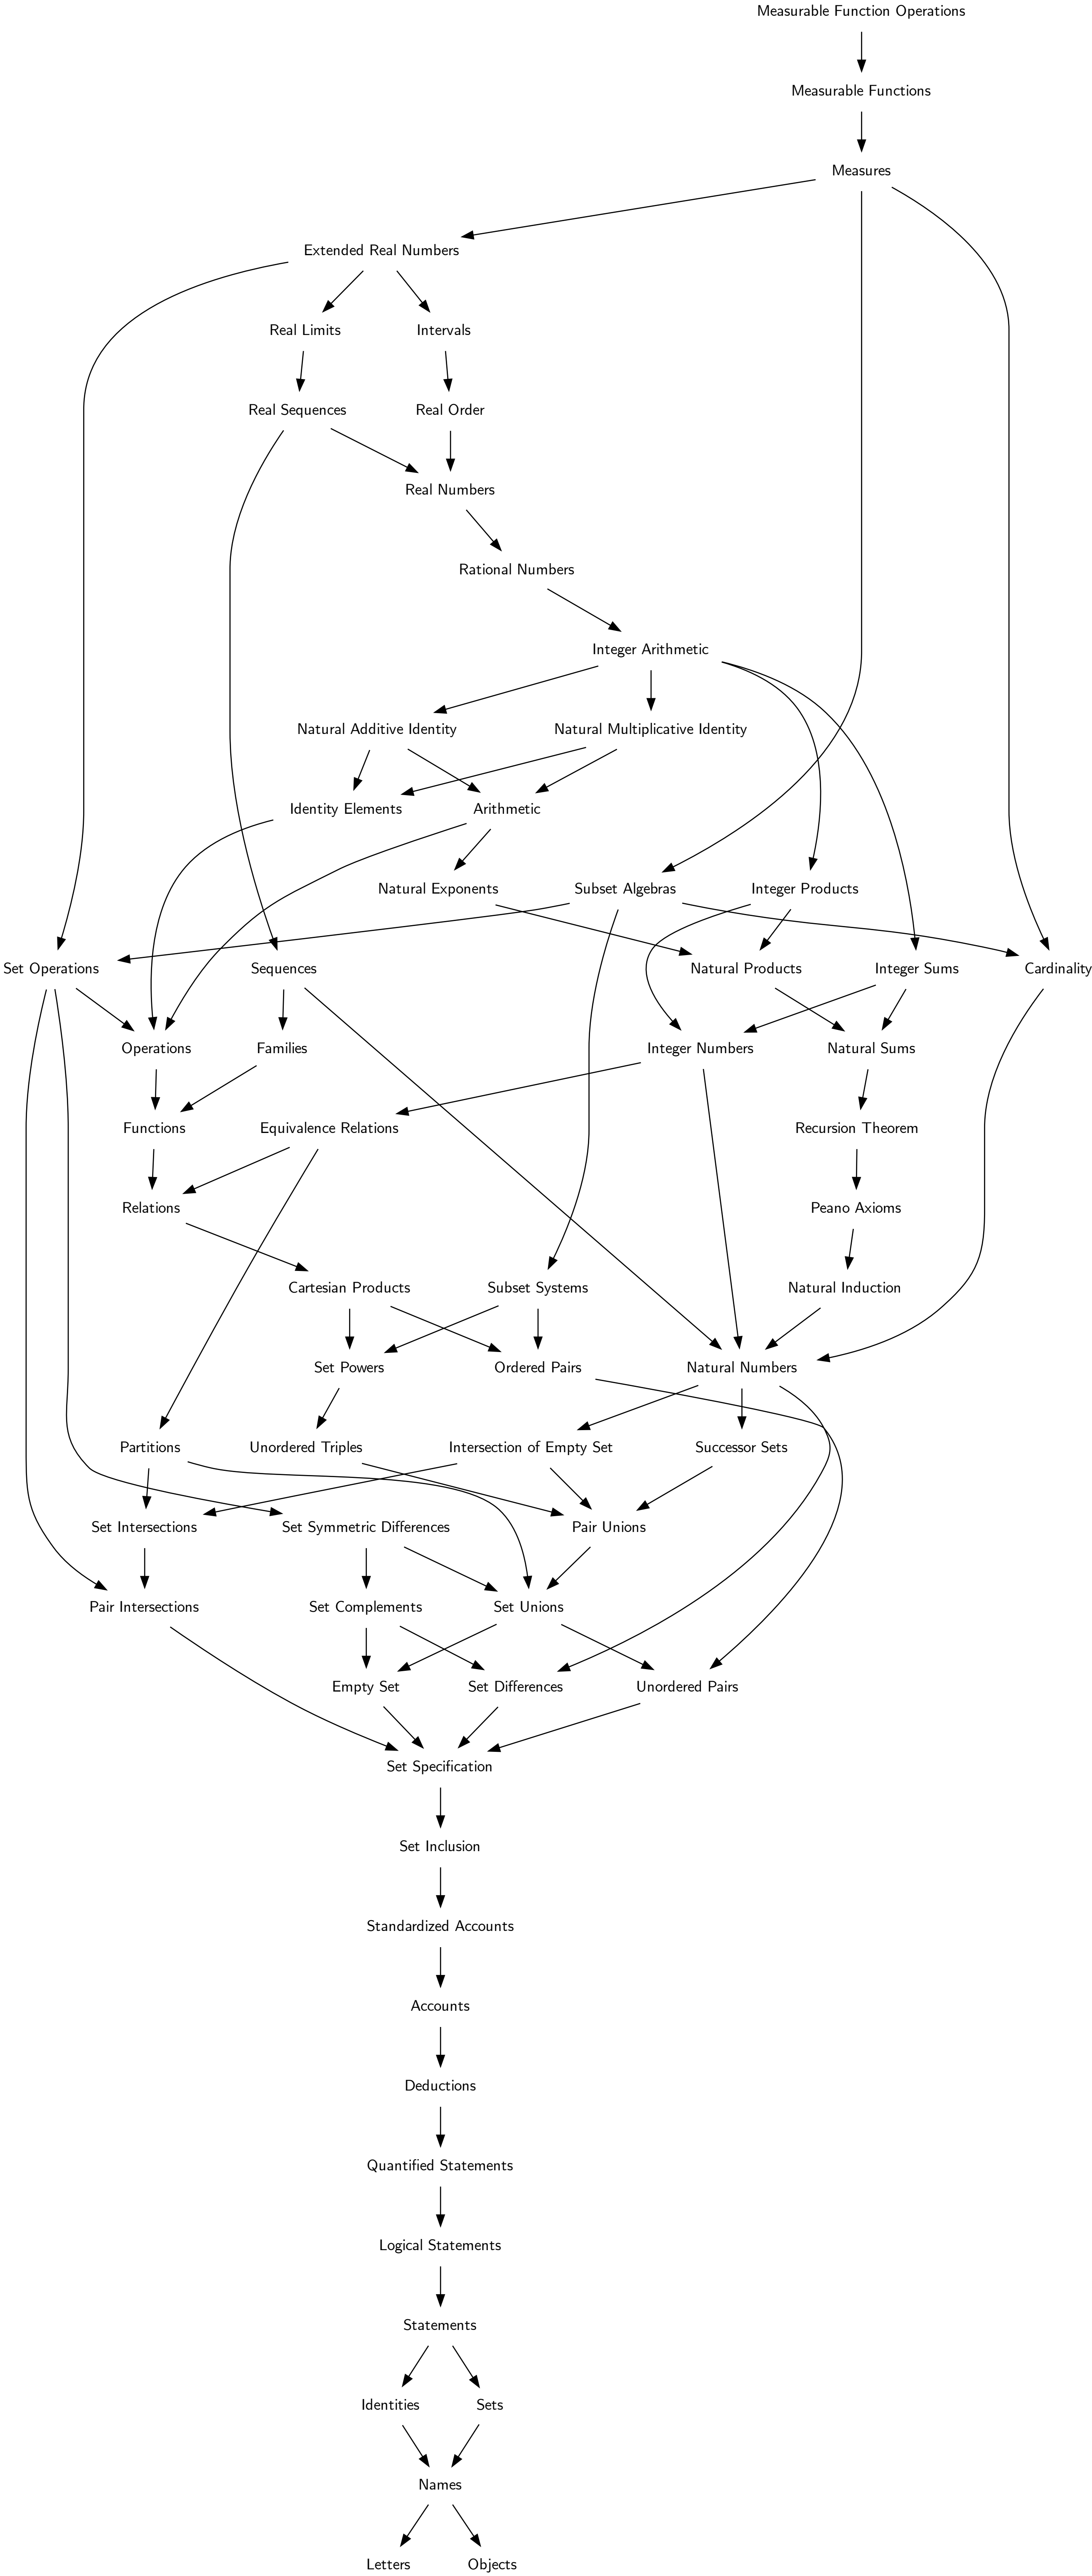 Measurable Function Operations
Measurable Functions
Measures
Extended Real Numbers
Real Limits
Intervals
Real Sequences
Real Order
Real Numbers
Rational Numbers
Integer Arithmetic
Natural Additive Identity
Natural Multiplicative Identity
Identity Elements
Arithmetic
Natural Exponents
Subset Algebras
Integer Products
Set Operations
Sequences
Natural Products
Integer Sums
Cardinality
Operations
Families
Integer Numbers
Natural Sums
Functions
Equivalence Relations
Recursion Theorem
Relations
Peano Axioms
Cartesian Products
Subset Systems
Natural Induction
Set Powers
Ordered Pairs
Natural Numbers
Partitions
Unordered Triples
Intersection of Empty Set
Successor Sets
Set Intersections
Set Symmetric Differences
Pair Unions
Pair Intersections
Set Complements
Set Unions
Empty Set
Set Differences
Unordered Pairs
Set Specification
Set Inclusion
Standardized Accounts
Accounts
Deductions
Quantified Statements
Logical Statements
Statements
Identities
Sets
Names
Letters
Objects